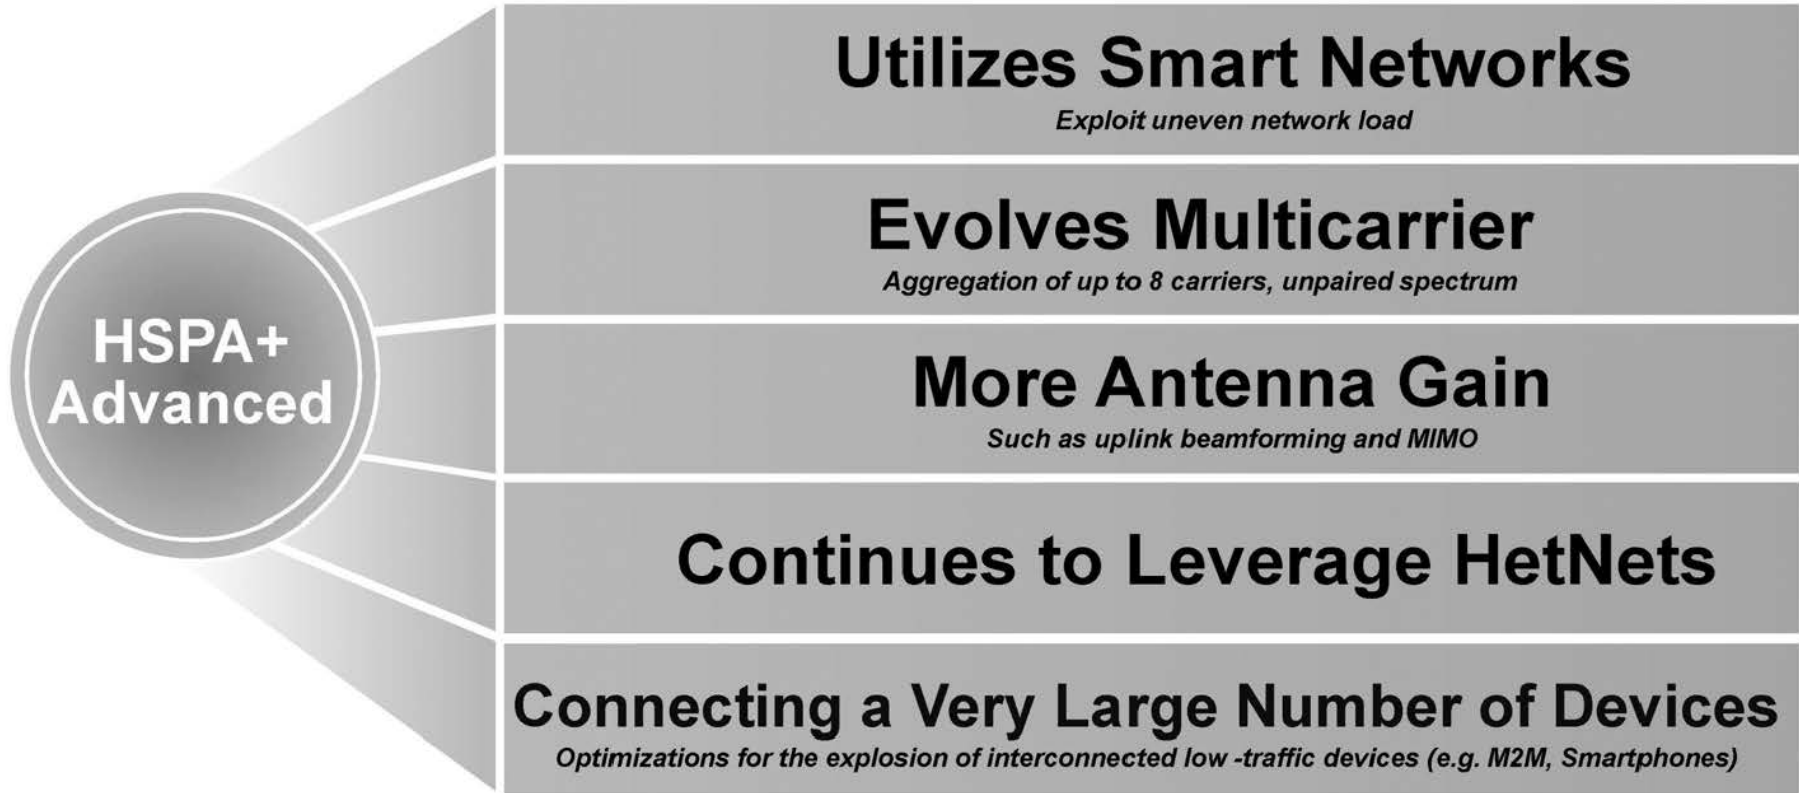 HSPA+
Advanced
Utilizes Smart Networks
Exploit uneven network load
Evolves Multicarrier
Aggregation of up to 8 carriers, unpaired spectrum
More Antenna Gain
Such as uplink beamforming and MIMO
Continues to Leverage HetNets
Connecting a Very Large Number of Devices
Optimizations for the explosion of interconnected low -traffic devices (e.g. M2M, Smartphones)